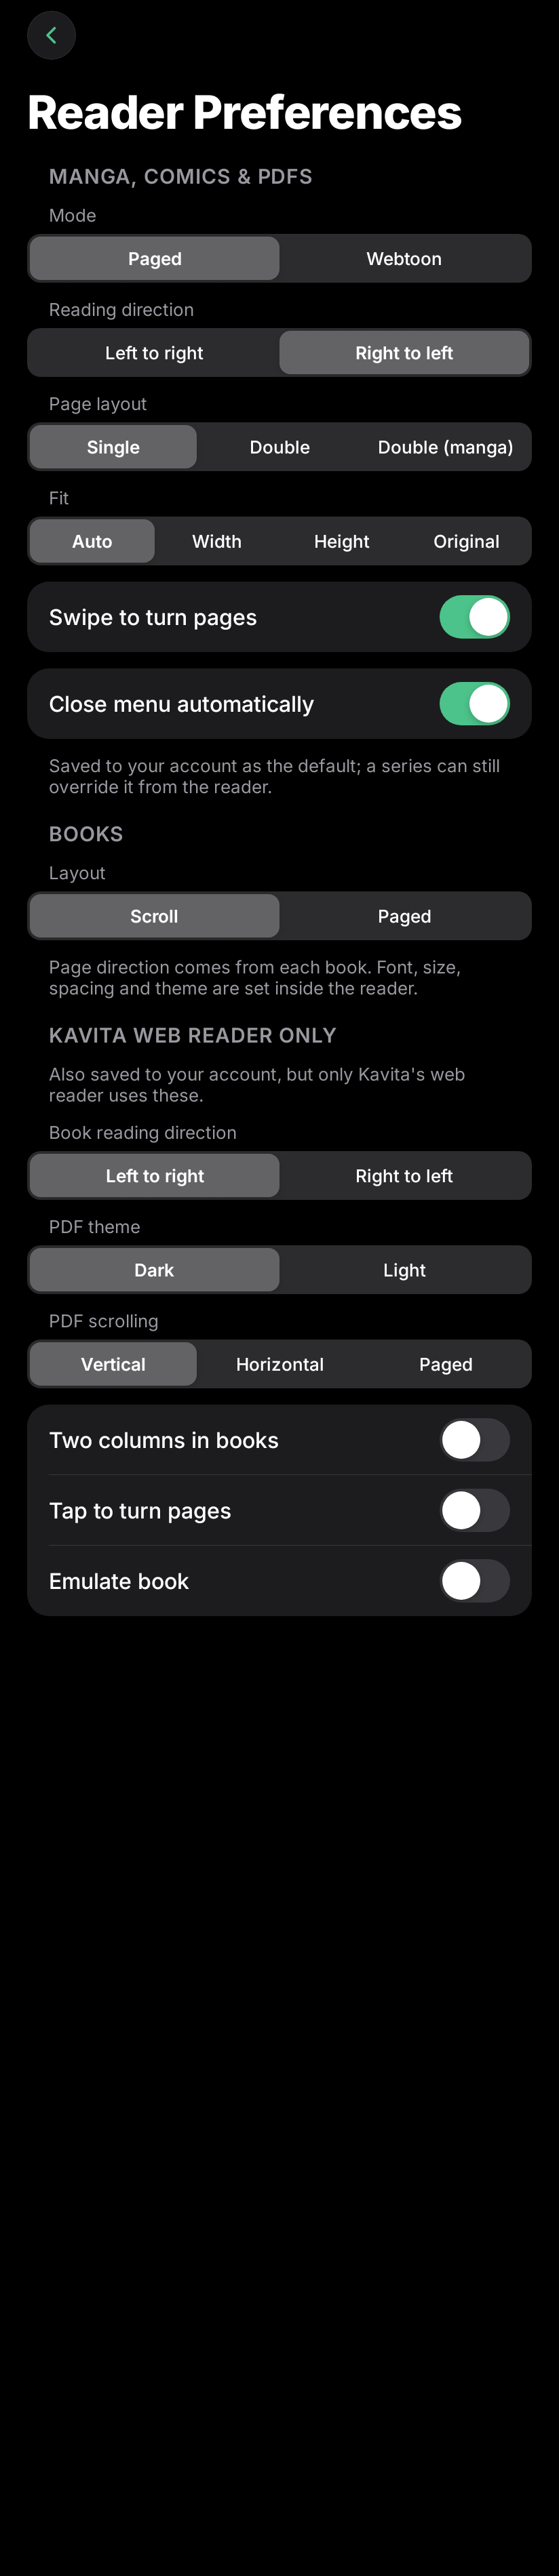 Reader Preferences
MANGA, COMICS & PDFS
Mode
Paged
Webtoon
Reading direction
Left to right
Right to left
Page layout
Single
Double
Double (manga)
Fit
Auto
Width
Height
Original
Swipe to turn pages
Close menu automatically
Saved to your account as the default; a series can still
override it from the reader.
BOOKS
Layout
Scroll
Paged
Page direction comes from each book. Font, size,
spacing and theme are set inside the reader.
KAVITA WEB READER ONLY
Also saved to your account, but only Kavita's web
reader uses these.
Book reading direction
Left to right
Right to left
PDF theme
Dark
Light
PDF scrolling
Vertical
Horizontal
Paged
Two columns in books
Tap to turn pages
Emulate book